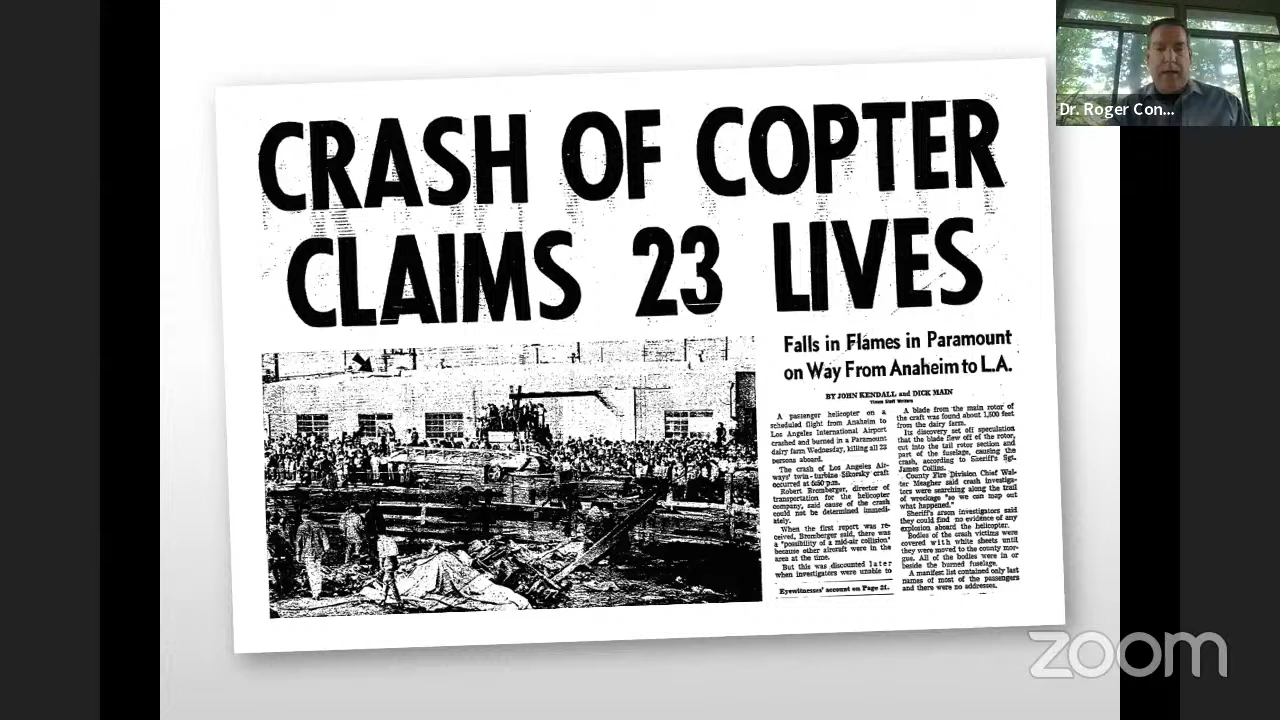 CRASH OF COPTER
CLAIMS 23 LIVES
Falls in Flames in Paramount
on Way From Anaheim to L.A.
BY JOHN KENDALL and DICK MAIN
Times Staff Writers
A passenger helicopter on a
scheduled flight from Anaheim to
Los Angeles International Airport
crashed and burned in a Paramount
dairy farm Wednesday, killing all 23
persons aboard.
The crash of Los Angeles Air-
ways' twin-turbine Sikorsky craft
occurred at 5:50 p.m.
Robert Bromberger, director of
transportation for the helicopter
company, said cause of the crash
could not be determined immedi-
ately.
When the first report was re-
ceived, Bromberger said, there was
a "possibility of a mid-air collision"
because other aircraft were in the
area at the time.
But this was discounted later
when investigators were unable to
Eyewitnesses' account on Page 21.
A blade from the main rotor of
the craft was found about 1,500 feet
from the dairy farm.
Its discovery set off speculation
that the blade flew off of the rotor,
cut into the tail rotor section and
part of the fuselage, causing the
crash, according to Sheriff's Sgt.
James Collins.
County Fire Division Chief Wal-
ter Meagher said crash investiga-
tors were searching along the trail
of wreckage "so we can map out
what happened."
Sheriff's arson investigators said
they could find no evidence of any
explosion aboard the helicopter.
Bodies of the crash victims were
covered with white sheets until
they were moved to the county mor-
gue. All of the bodies were in or
beside the burned fuselage.
A manifest list contained only last
names of most of the passengers
and there were no addresses.
Dr. Roger Con...
zoom